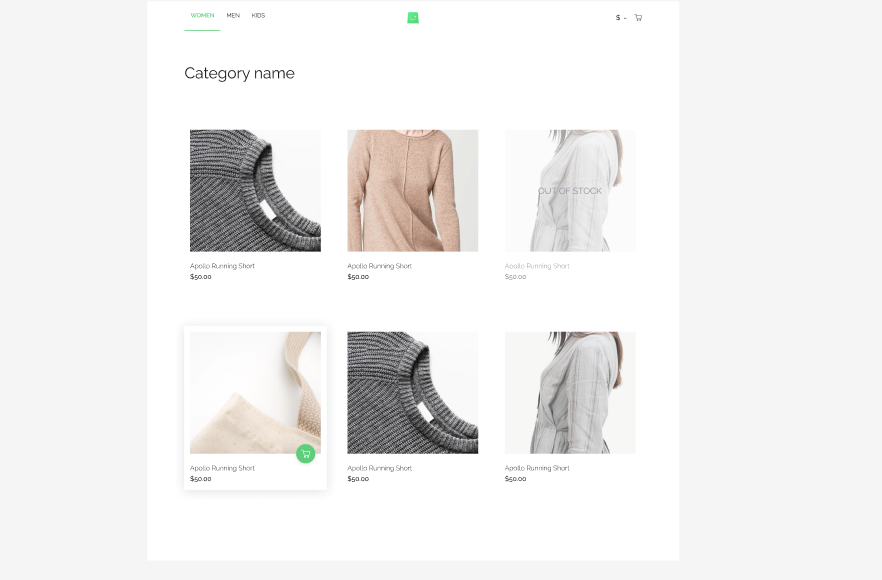 WOMEN MEN KIDS $
Category name
OUT OF STOCK
Apollo Running Short Apollo Running Short Apollo Running Short
$50.00 $50.00 $50.00
Apollo Running Short Apollo Running Short Apollo Running Short
$50.00 $50.00 $50.00